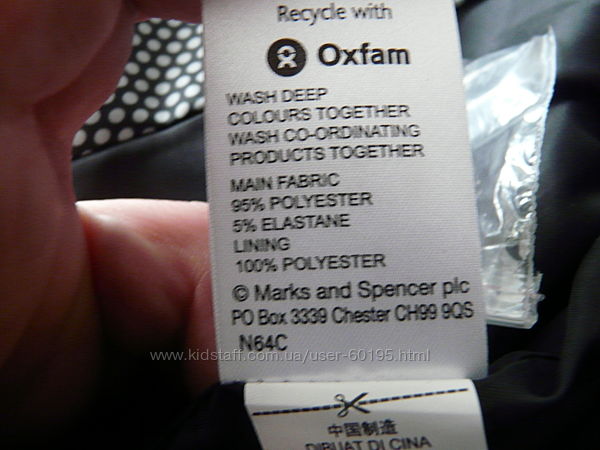 Recycle with
Oxfam
WASH DEEP
COLOURS TOGETHER
WASH CO-ORDINATING
PRODUCTS TOGETHER
MAIN FABRIC
95% POLYESTER
5% ELASTANE
LINING
100% POLYESTER
© Marks and Spencer plc
PO Box 3339 Chester CH99 9QS
N64C
www.kidstaff.com.ua/user-60195.html
中国制造
DIBUAT DI CINA